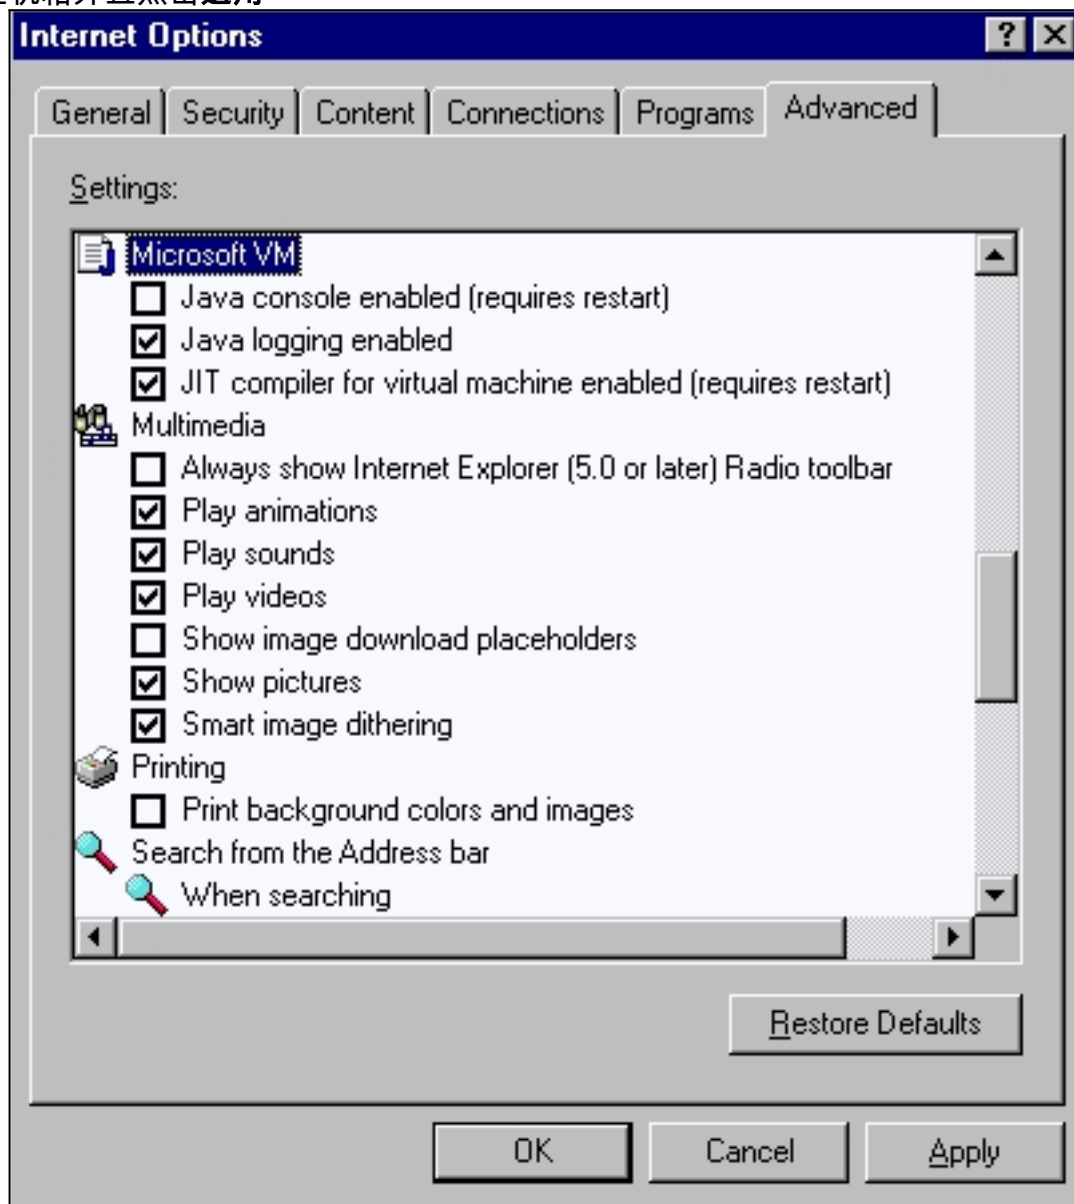 Internet Options
General Security Content Connections Programs Advanced
Settings:
Microsoft VM
Java console enabled (requires restart)
Java logging enabled
JIT compiler for virtual machine enabled (requires restart)
Multimedia
Always show Internet Explorer (5.0 or later) Radio toolbar
Play animations
Play sounds
Play videos
Show image download placeholders
Show pictures
Smart image dithering
Printing
Print background colors and images
Search from the Address bar
When searching
Restore Defaults
OK Cancel Apply